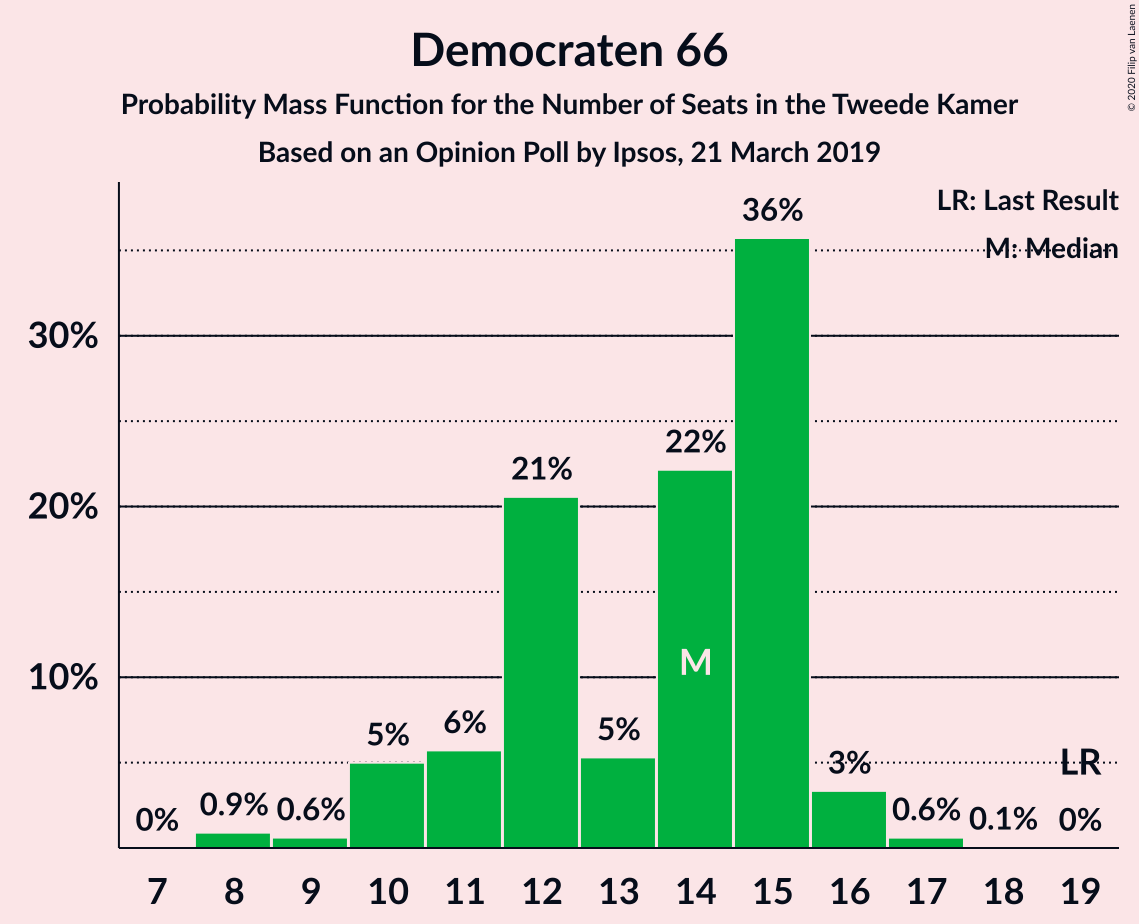 Democraten 66
Probability Mass Function for the Number of Seats in the Tweede Kamer
Based on an Opinion Poll by Ipsos, 21 March 2019
© 2020 Filip van Laenen
LR: Last Result
M: Median
30%
20%
10%
0%
0.9%
0.6%
5%
6%
21%
5%
22%
36%
3%
0.6%
0.1%
0%
M
LR
7 8 9 10 11 12 13 14 15 16 17 18 19